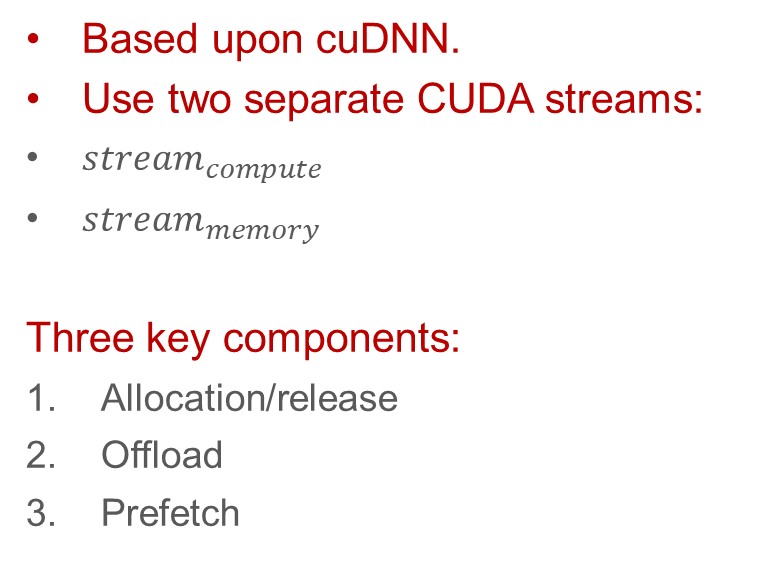 • Based upon cuDNN.
• Use two separate CUDA streams:
• stream_compute
• stream_memory
Three key components:
1. Allocation/release
2. Offload
3. Prefetch